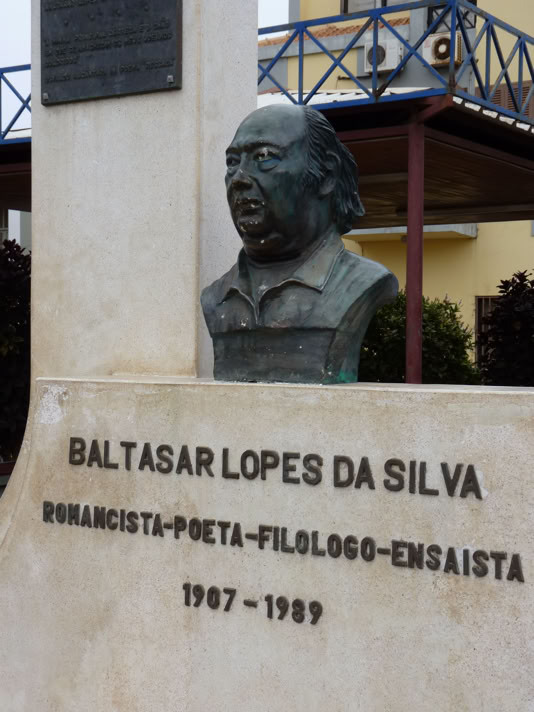 BALTASAR LOPES DA SILVA
ROMANCISTA-POETA-FILOLOGO-ENSAISTA
1907-1989